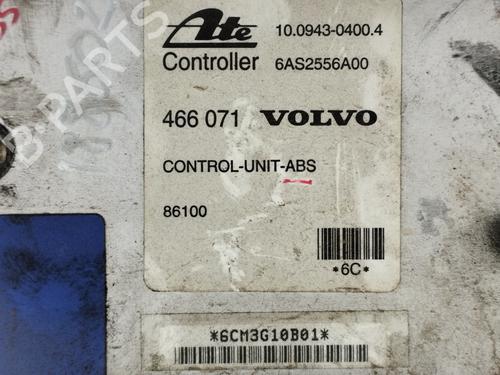 Ate 10.0943-0400.4
Controller 6AS2556A00
466 071 VOLVO
CONTROL-UNIT-ABS
86100
*6C*
*6CM3G10B01*
B-PARTS